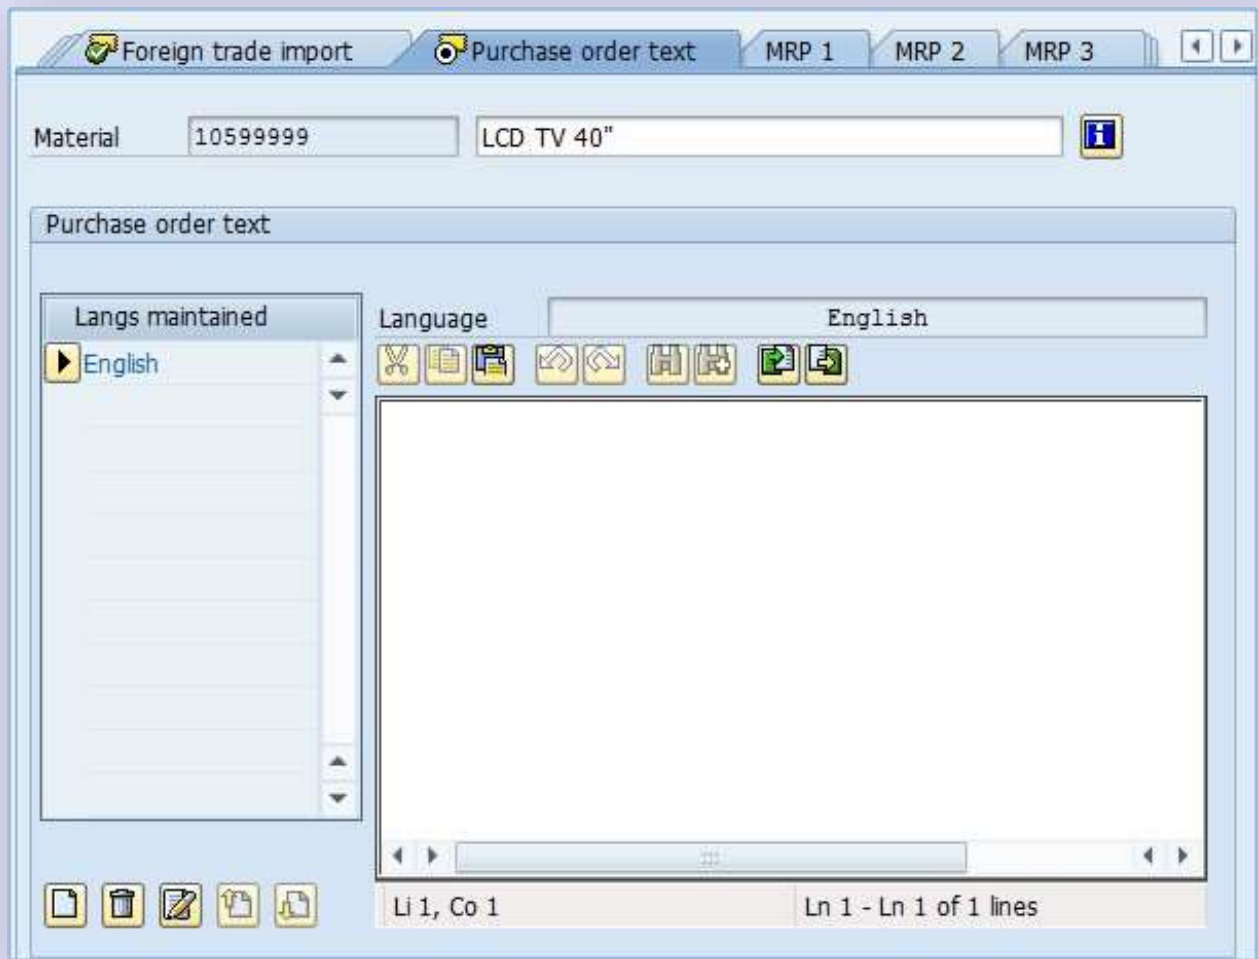 Foreign trade import Purchase order text MRP 1 MRP 2 MRP 3
Material 10599999 LCD TV 40"
Purchase order text
Langs maintained
English
Language English
Li 1, Co 1 Ln 1 - Ln 1 of 1 lines